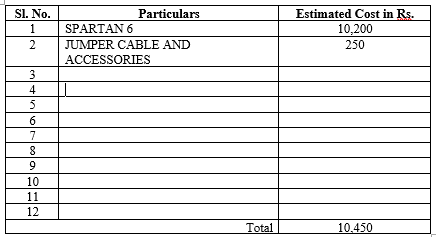 Sl. No. Particulars Estimated Cost in Rs.
1 SPARTAN 6 10,200
2 JUMPER CABLE AND 250
ACCESSORIES
3
4
5
6
7
8
9
10
11
12
Total 10,450